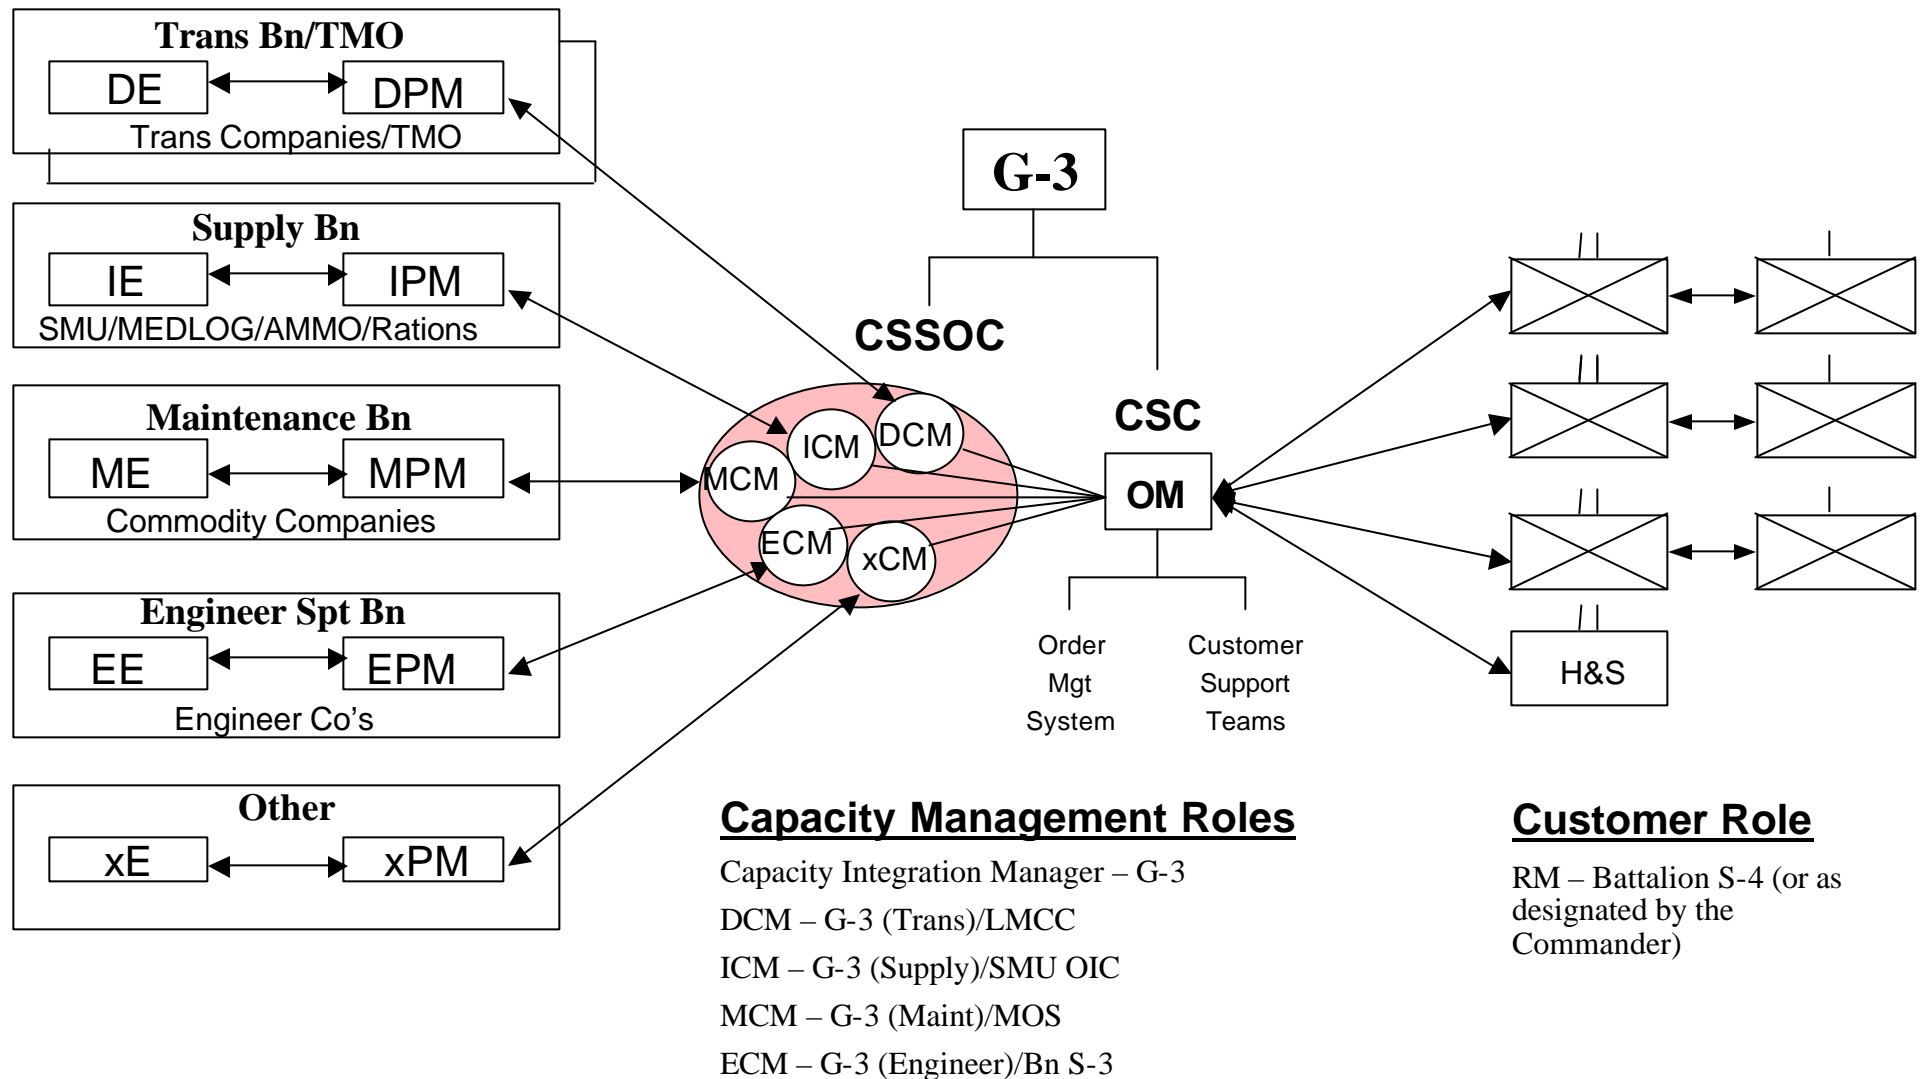 Trans Bn/TMO
DE
DPM
Trans Companies/TMO
Supply Bn
IE
IPM
SMU/MEDLOG/AMMO/Rations
Maintenance Bn
ME
MPM
Commodity Companies
Engineer Spt Bn
EE
EPM
Engineer Co’s
Other
xE
xPM
G-3
CSSOC
CSC
DCM
ICM
MCM
ECM
xCM
OM
Order
Mgt
System
Customer
Support
Teams
H&S
Capacity Management Roles
Capacity Integration Manager – G-3
DCM – G-3 (Trans)/LMCC
ICM – G-3 (Supply)/SMU OIC
MCM – G-3 (Maint)/MOS
ECM – G-3 (Engineer)/Bn S-3
Customer Role
RM – Battalion S-4 (or as
designated by the
Commander)